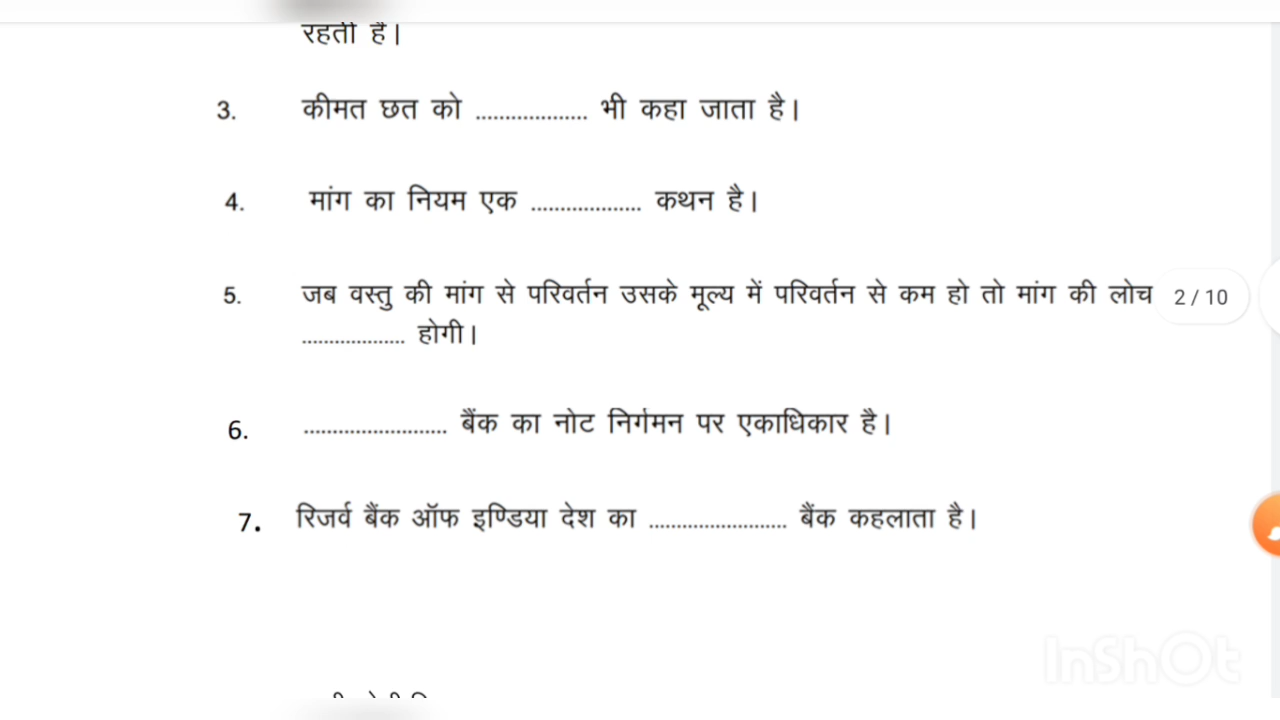 रहती है।
3. कीमत छत को ................... भी कहा जाता है।
4. मांग का नियम एक ................... कथन है।
5. जब वस्तु की मांग से परिवर्तन उसके मूल्य में परिवर्तन से कम हो तो मांग की लोच
................... होगी।
2 / 10
6. ........................ बैंक का नोट निर्गमन पर एकाधिकार है।
7. रिजर्व बैंक ऑफ इण्डिया देश का ........................ बैंक कहलाता है।
InShOt